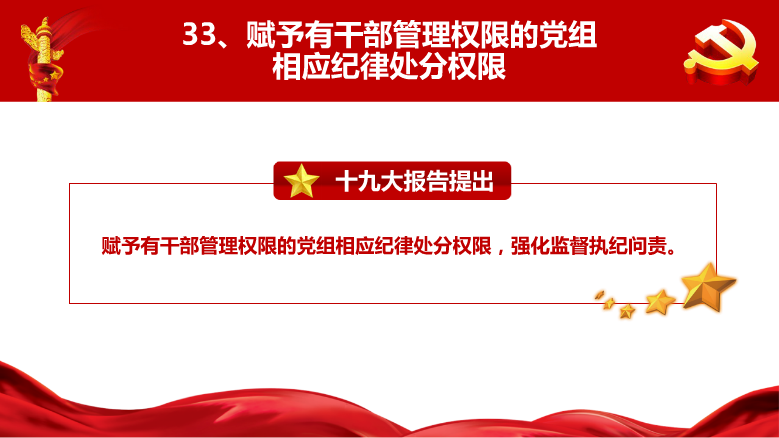 33、赋予有干部管理权限的党组
相应纪律处分权限
十九大报告提出
赋予有干部管理权限的党组相应纪律处分权限，强化监督执纪问责。